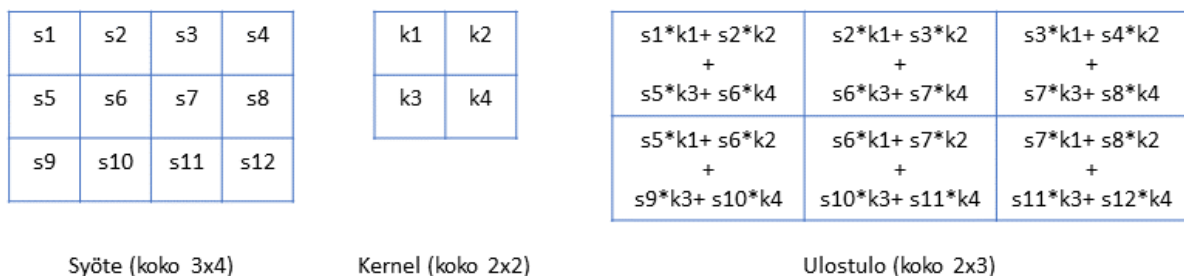 s1 s2 s3 s4
s5 s6 s7 s8
s9 s10 s11 s12
Syöte (koko 3x4)
k1 k2
k3 k4
Kernel (koko 2x2)
s1*k1+ s2*k2
+
s5*k3+ s6*k4
s2*k1+ s3*k2
+
s6*k3+ s7*k4
s3*k1+ s4*k2
+
s7*k3+ s8*k4
s5*k1+ s6*k2
+
s9*k3+ s10*k4
s6*k1+ s7*k2
+
s10*k3+ s11*k4
s7*k1+ s8*k2
+
s11*k3+ s12*k4
Ulostulo (koko 2x3)